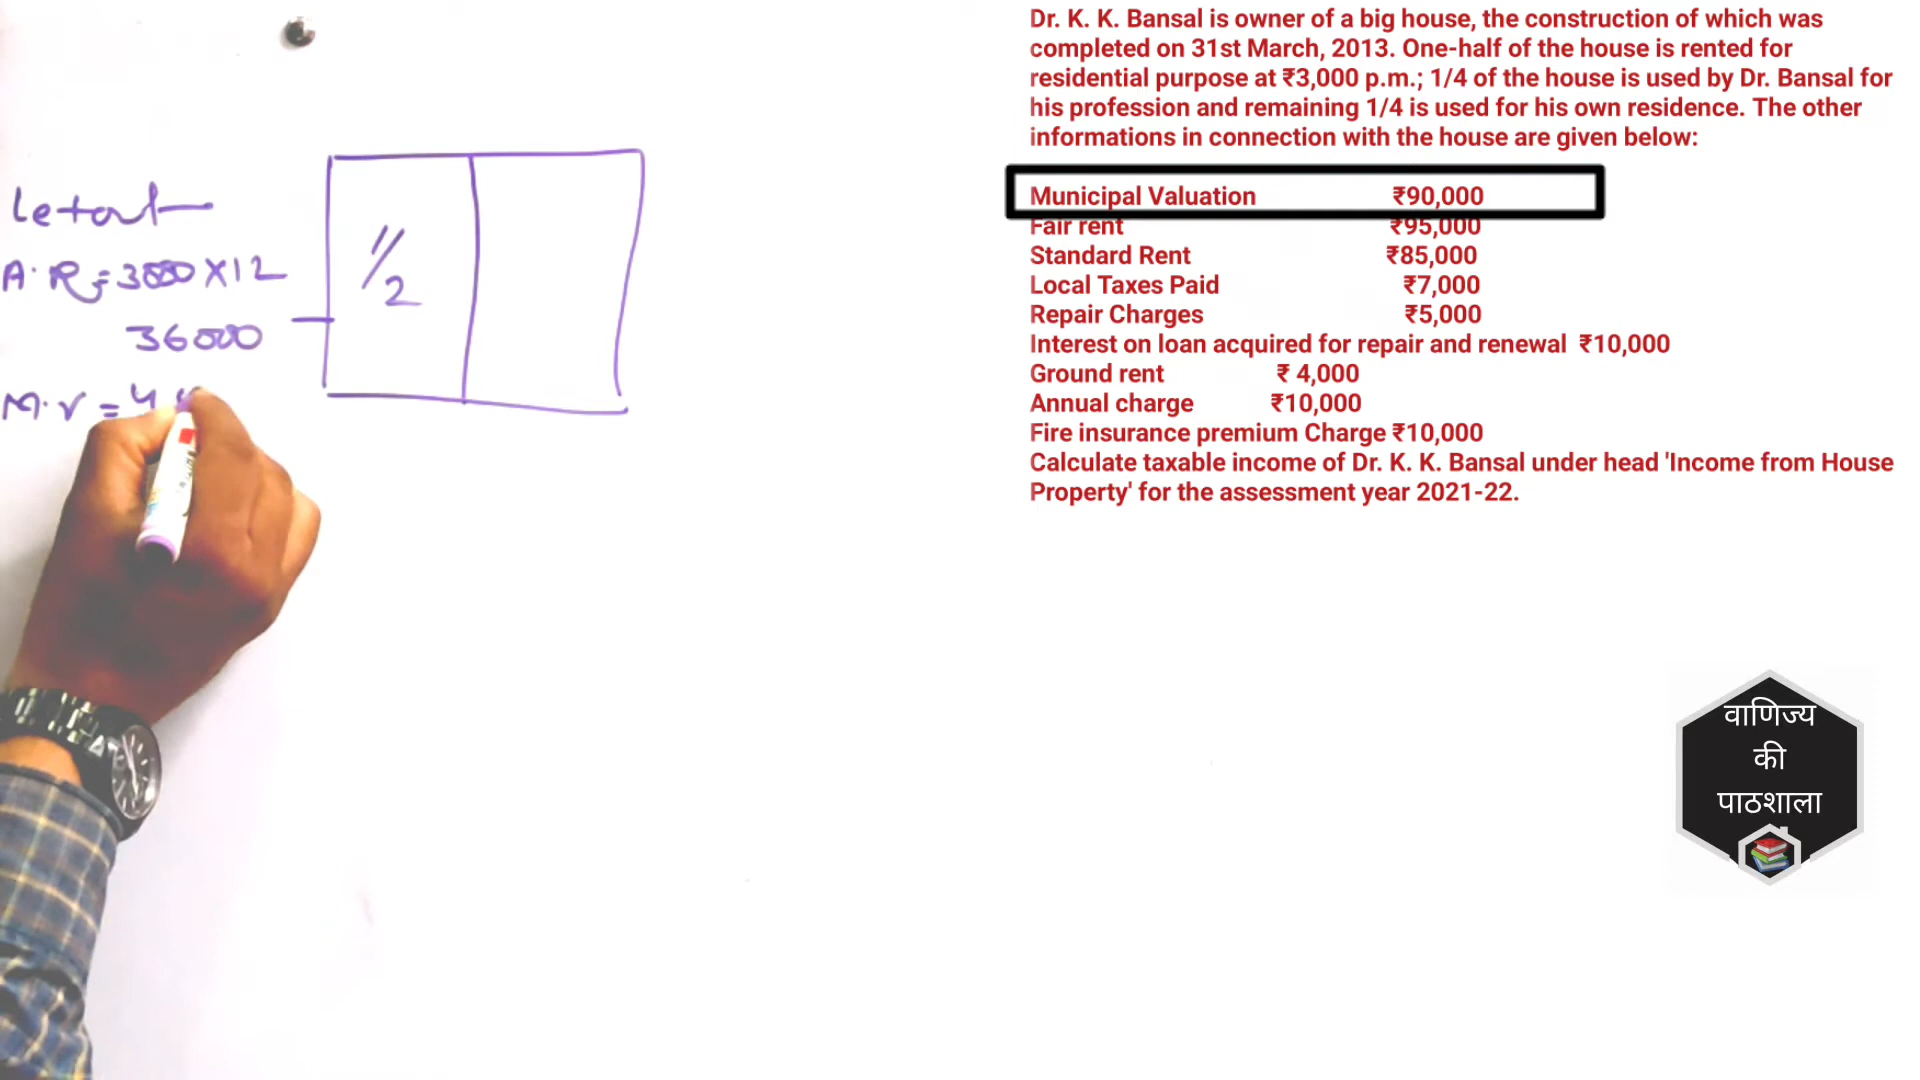 Dr. K. K. Bansal is owner of a big house, the construction of which was
completed on 31st March, 2013. One-half of the house is rented for
residential purpose at ₹3,000 p.m.; 1/4 of the house is used by Dr. Bansal for
his profession and remaining 1/4 is used for his own residence. The other
informations in connection with the house are given below:
Municipal Valuation ₹90,000
Fair rent ₹95,000
Standard Rent ₹85,000
Local Taxes Paid ₹7,000
Repair Charges ₹5,000
Interest on loan acquired for repair and renewal ₹10,000
Ground rent ₹ 4,000
Annual charge ₹10,000
Fire insurance premium Charge ₹10,000
Calculate taxable income of Dr. K. K. Bansal under head 'Income from House
Property' for the assessment year 2021-22.
Letout
A.R = 3000 X 12
36000
M.V = 4
1/2
वाणिज्य
की
पाठशाला